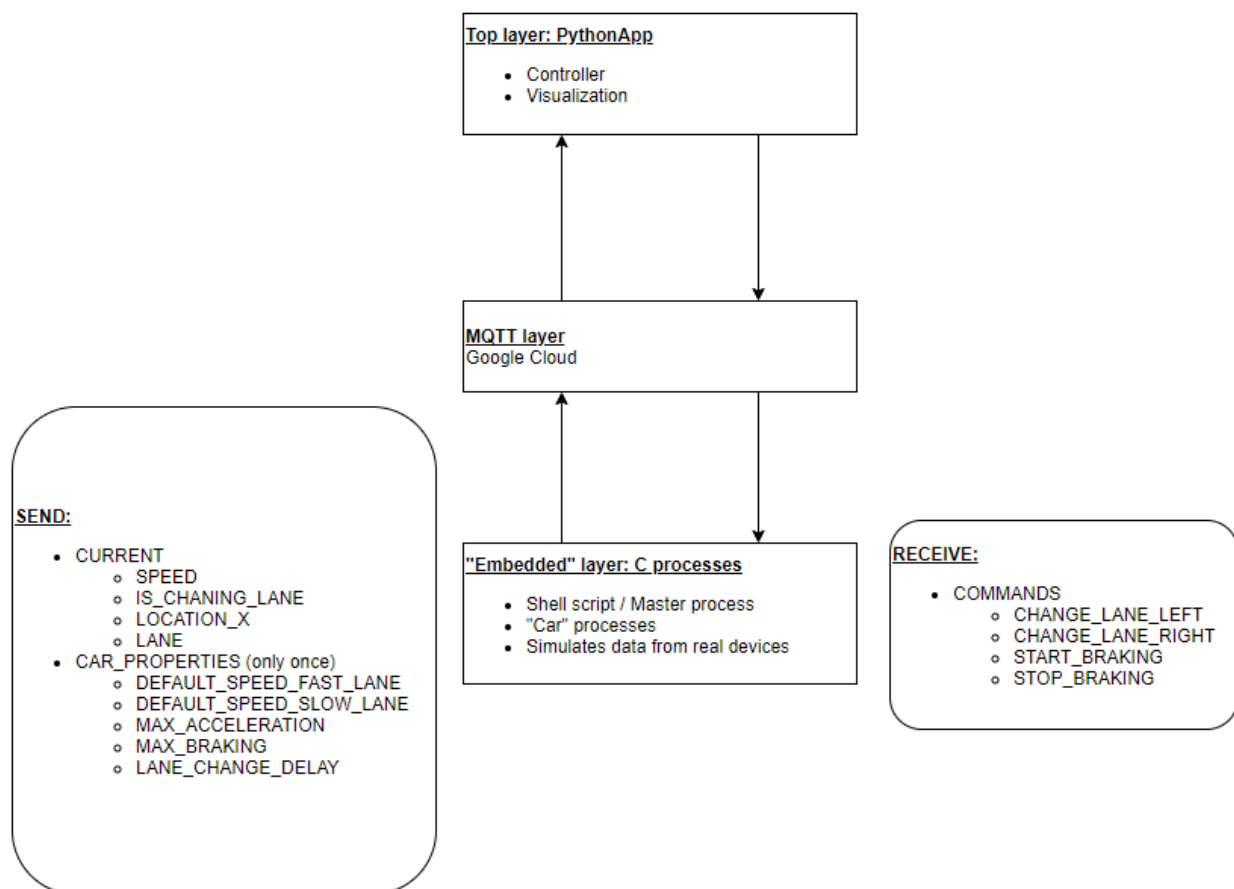 Top layer: PythonApp
• Controller
• Visualization
MQTT layer
Google Cloud
SEND:
• CURRENT
○ SPEED
○ IS_CHANING_LANE
○ LOCATION_X
○ LANE
• CAR_PROPERTIES (only once)
○ DEFAULT_SPEED_FAST_LANE
○ DEFAULT_SPEED_SLOW_LANE
○ MAX_ACCELERATION
○ MAX_BRAKING
○ LANE_CHANGE_DELAY
"Embedded" layer: C processes
• Shell script / Master process
• "Car" processes
• Simulates data from real devices
RECEIVE:
• COMMANDS
○ CHANGE_LANE_LEFT
○ CHANGE_LANE_RIGHT
○ START_BRAKING
○ STOP_BRAKING